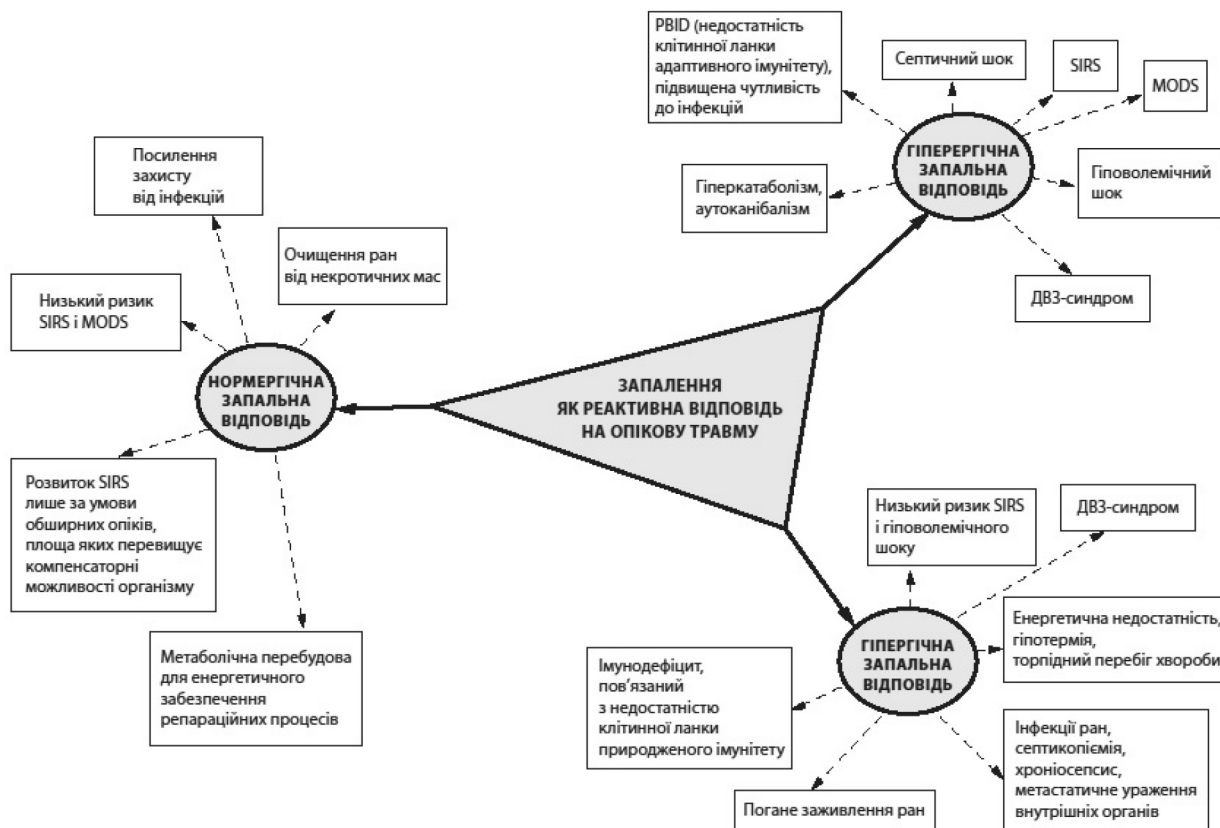 PBID (недостатність
клітинної ланки
адаптивного імунітету),
підвищена чутливість
до інфекцій
Септичний шок
SIRS
MODS
ГІПЕРЕРГІЧНА
ЗАПАЛЬНА
ВІДПОВІДЬ
Гіперкатаболізм,
аутоканібалізм
Гіповолемічний
шок
ДВЗ-синдром
Посилення
захисту
від інфекцій
Очищення ран
від некротичних мас
Низький ризик
SIRS і MODS
НОРМЕРГІЧНА
ЗАПАЛЬНА
ВІДПОВІДЬ
Розвиток SIRS
лише за умови
обширних опіків,
площа яких перевищує
компенсаторні
можливості організму
Метаболічна перебудова
для енергетичного
забезпечення
репараційних процесів
ЗАПАЛЕННЯ
ЯК РЕАКТИВНА ВІДПОВІДЬ
НА ОПІКОВУ ТРАВМУ
Низький ризик SIRS
і гіповолемічного
шоку
ДВЗ-синдром
ГІПЕРГІЧНА
ЗАПАЛЬНА
ВІДПОВІДЬ
Енергетична недостатність,
гіпотермія,
торпідний перебіг хвороби
Імунодефіцит,
пов’язаний
з недостатністю
клітинної ланки
природженого імунітету
Погане заживлення ран
Інфекції ран,
септикопіємія,
хроніосепсис,
метастатичне ураження
внутрішніх органів